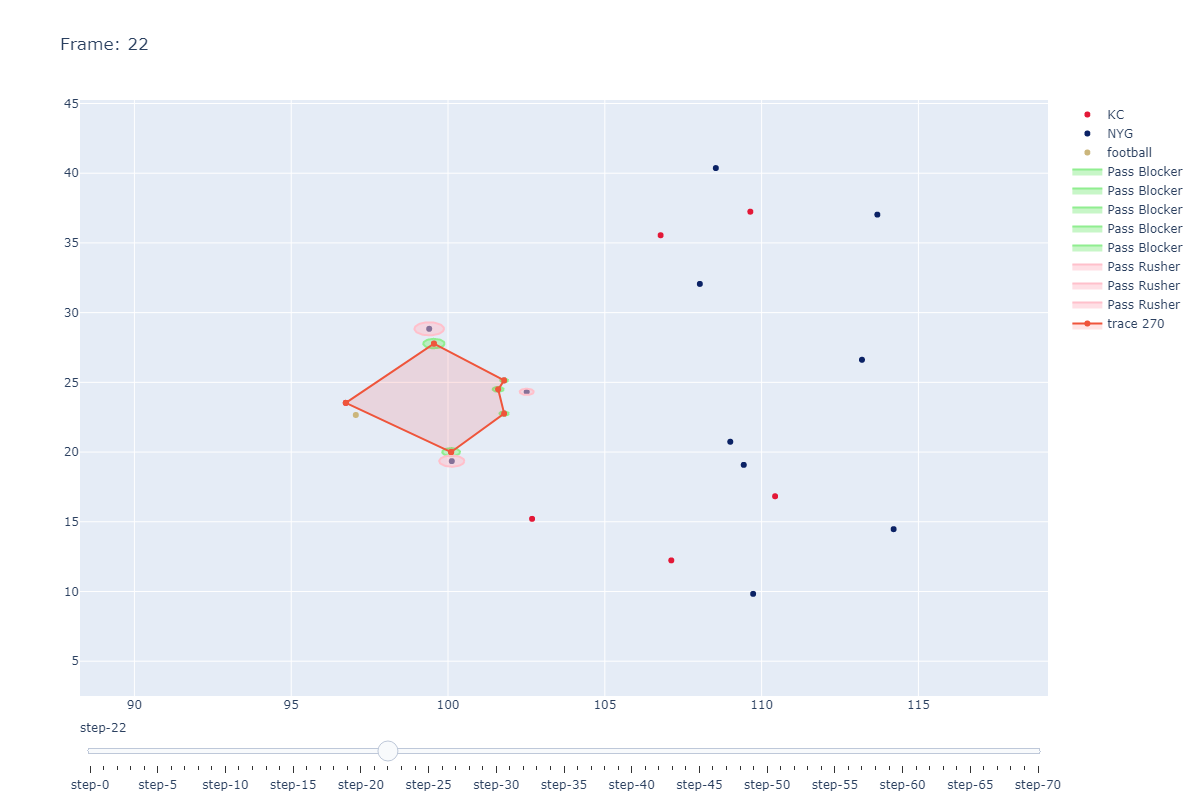 Frame: 22
45
40
35
30
25
20
15
10
5
90 95 100 105 110 115
KC
NYG
football
Pass Blocker
Pass Blocker
Pass Blocker
Pass Blocker
Pass Blocker
Pass Rusher
Pass Rusher
Pass Rusher
trace 270
step-22
step-0 step-5 step-10 step-15 step-20 step-25 step-30 step-35 step-40 step-45 step-50 step-55 step-60 step-65 step-70